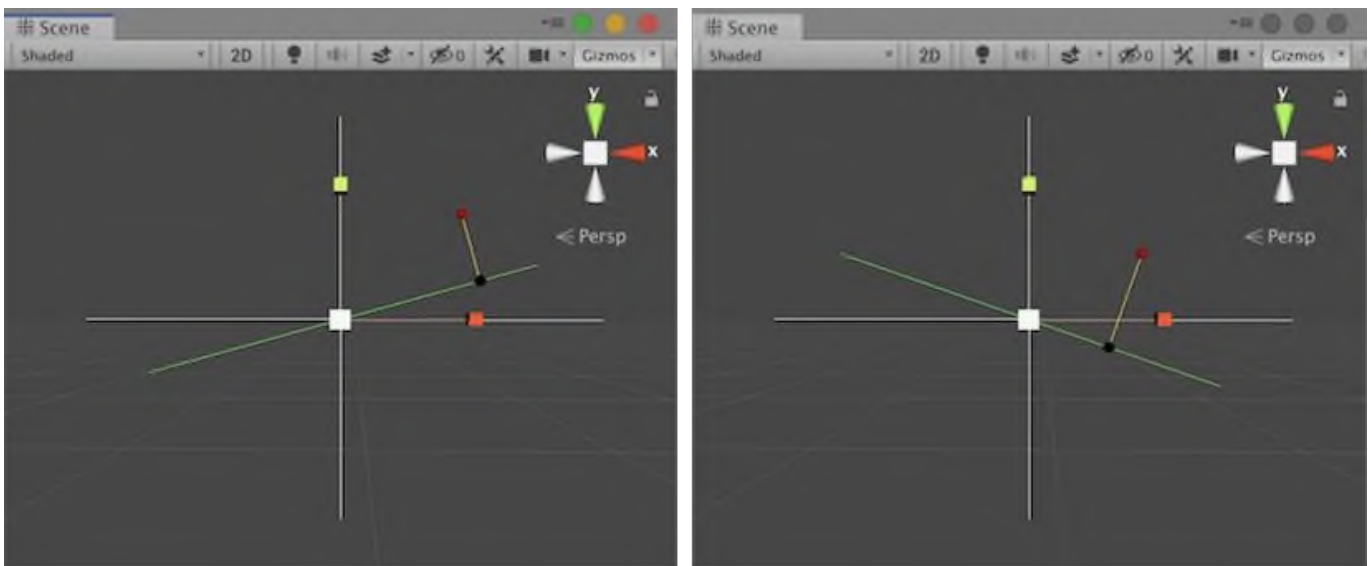 Scene
Shaded 2D 0 Gizmos
y
x
Persp
Scene
Shaded 2D 0 Gizmos
y
x
Persp